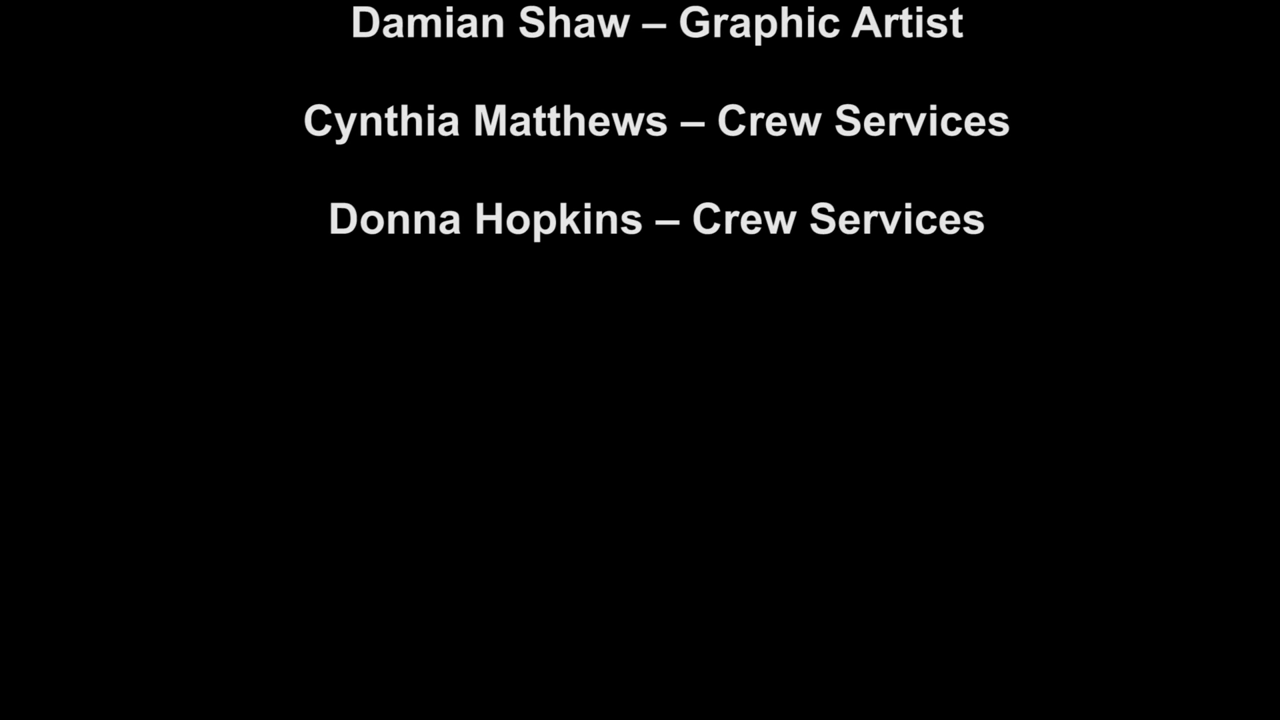 Damian Shaw – Graphic Artist
Cynthia Matthews – Crew Services
Donna Hopkins – Crew Services